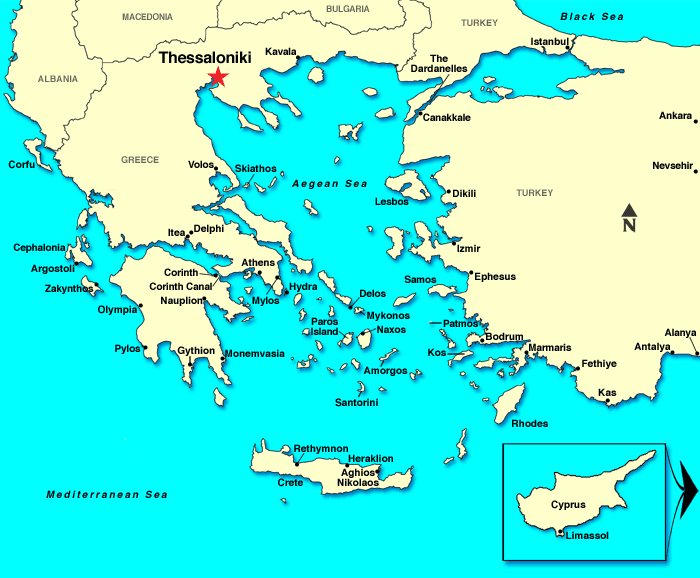 BULGARIA
MACEDONIA
Black Sea
TURKEY
Istanbul
Kavala
Thessaloniki
The
Dardanelles
ALBANIA
Canakkale
Ankara
Corfu
GREECE
Volos
Skiathos
Nevsehir
Aegean Sea
Dikili
TURKEY
Lesbos
N
Itea
Delphi
Cephalonia
Izmir
Argostoli
Athens
Corinth
Ephesus
Corinth Canal
Samos
Zakynthos
Hydra
Delos
Nauplion
Mylos
Olympia
Mykonos
Paros
Island
Naxos
Patmos
Bodrum
Alanya
Pylos
Gythion
Monemvasia
Kos
Marmaris
Antalya
Amorgos
Fethiye
Santorini
Kas
Rhodes
Rethymnon
Heraklion
Aghios
Nikolaos
Crete
Mediterranean Sea
Cyprus
Limassol